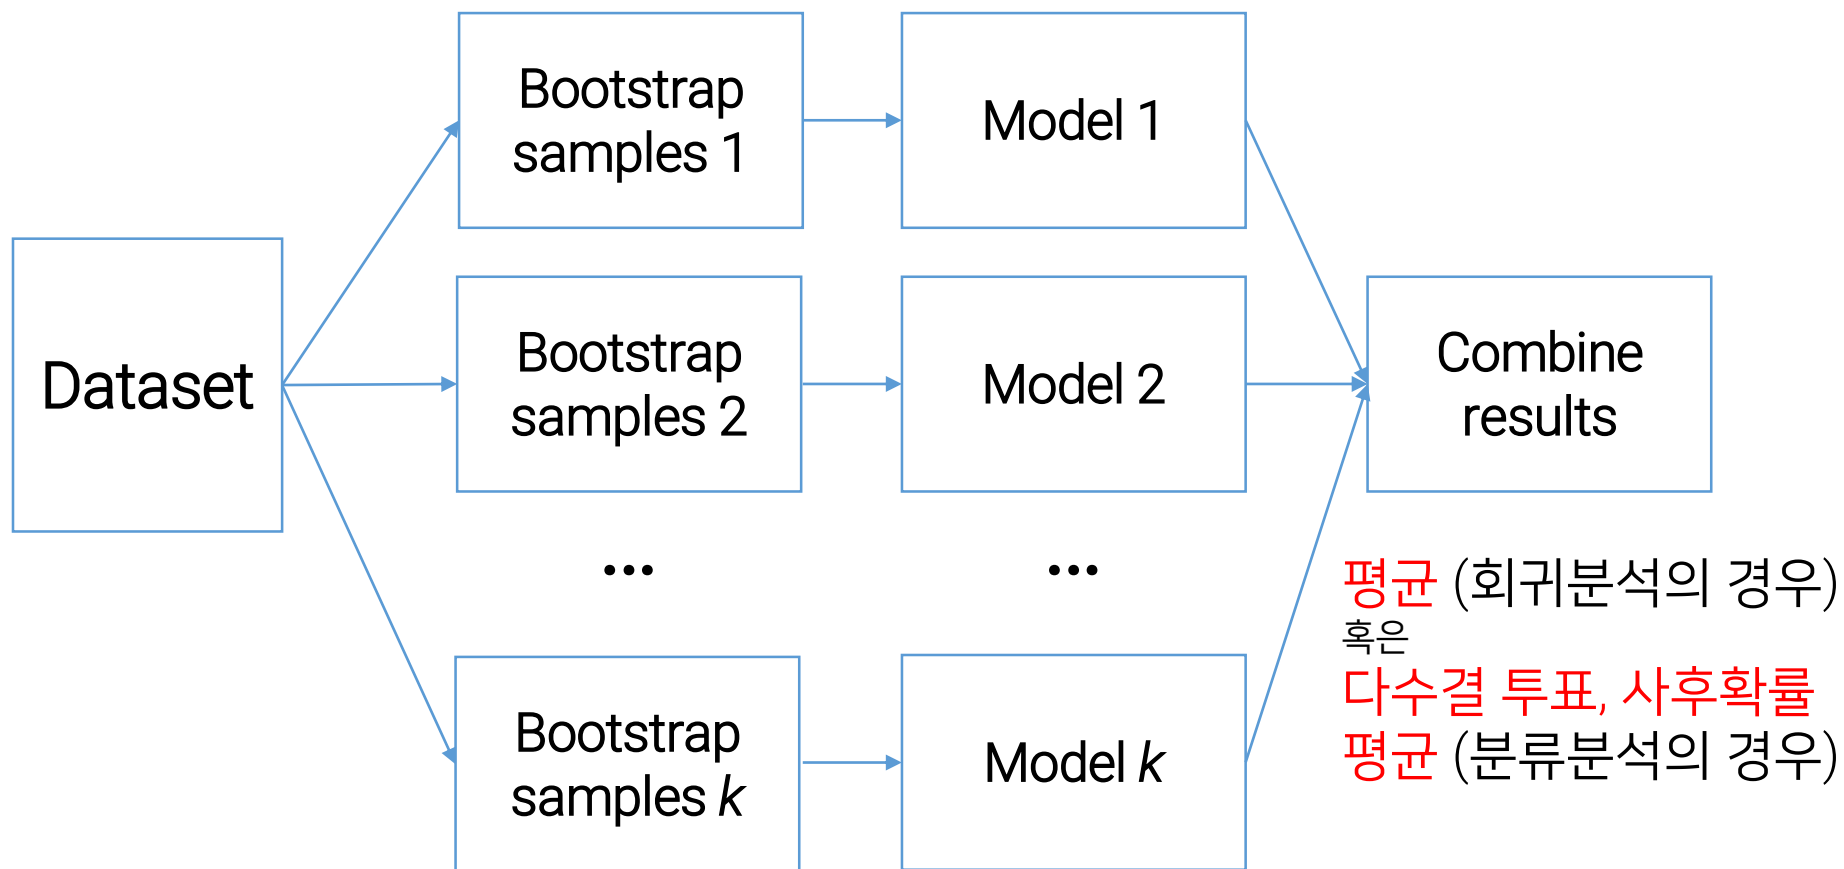 Dataset
Bootstrap
samples 1
Model 1
Bootstrap
samples 2
Model 2
...
...
Bootstrap
samples k
Model k
Combine
results
평균 (회귀분석의 경우)
혹은
다수결 투표, 사후확률
평균 (분류분석의 경우)